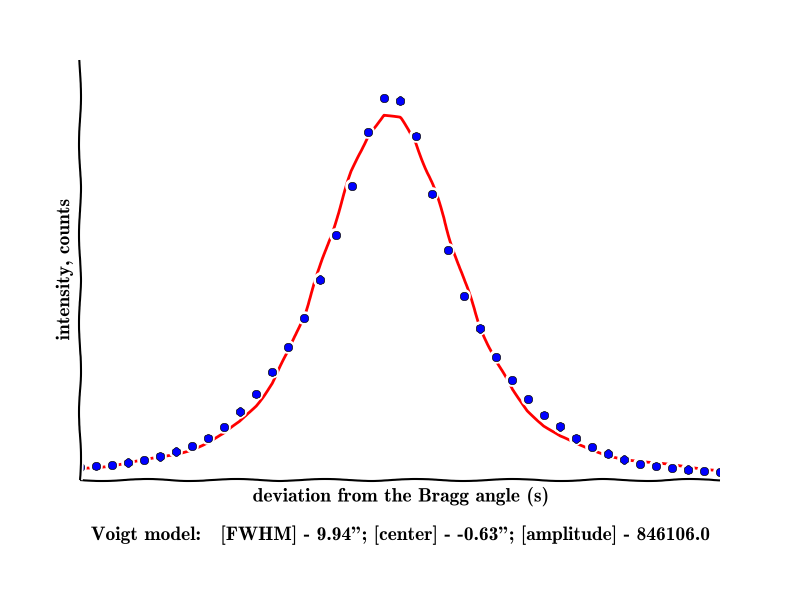 intensity, counts
deviation from the Bragg angle (s)
Voigt model: [FWHM] - 9.94”; [center] - -0.63”; [amplitude] - 846106.0